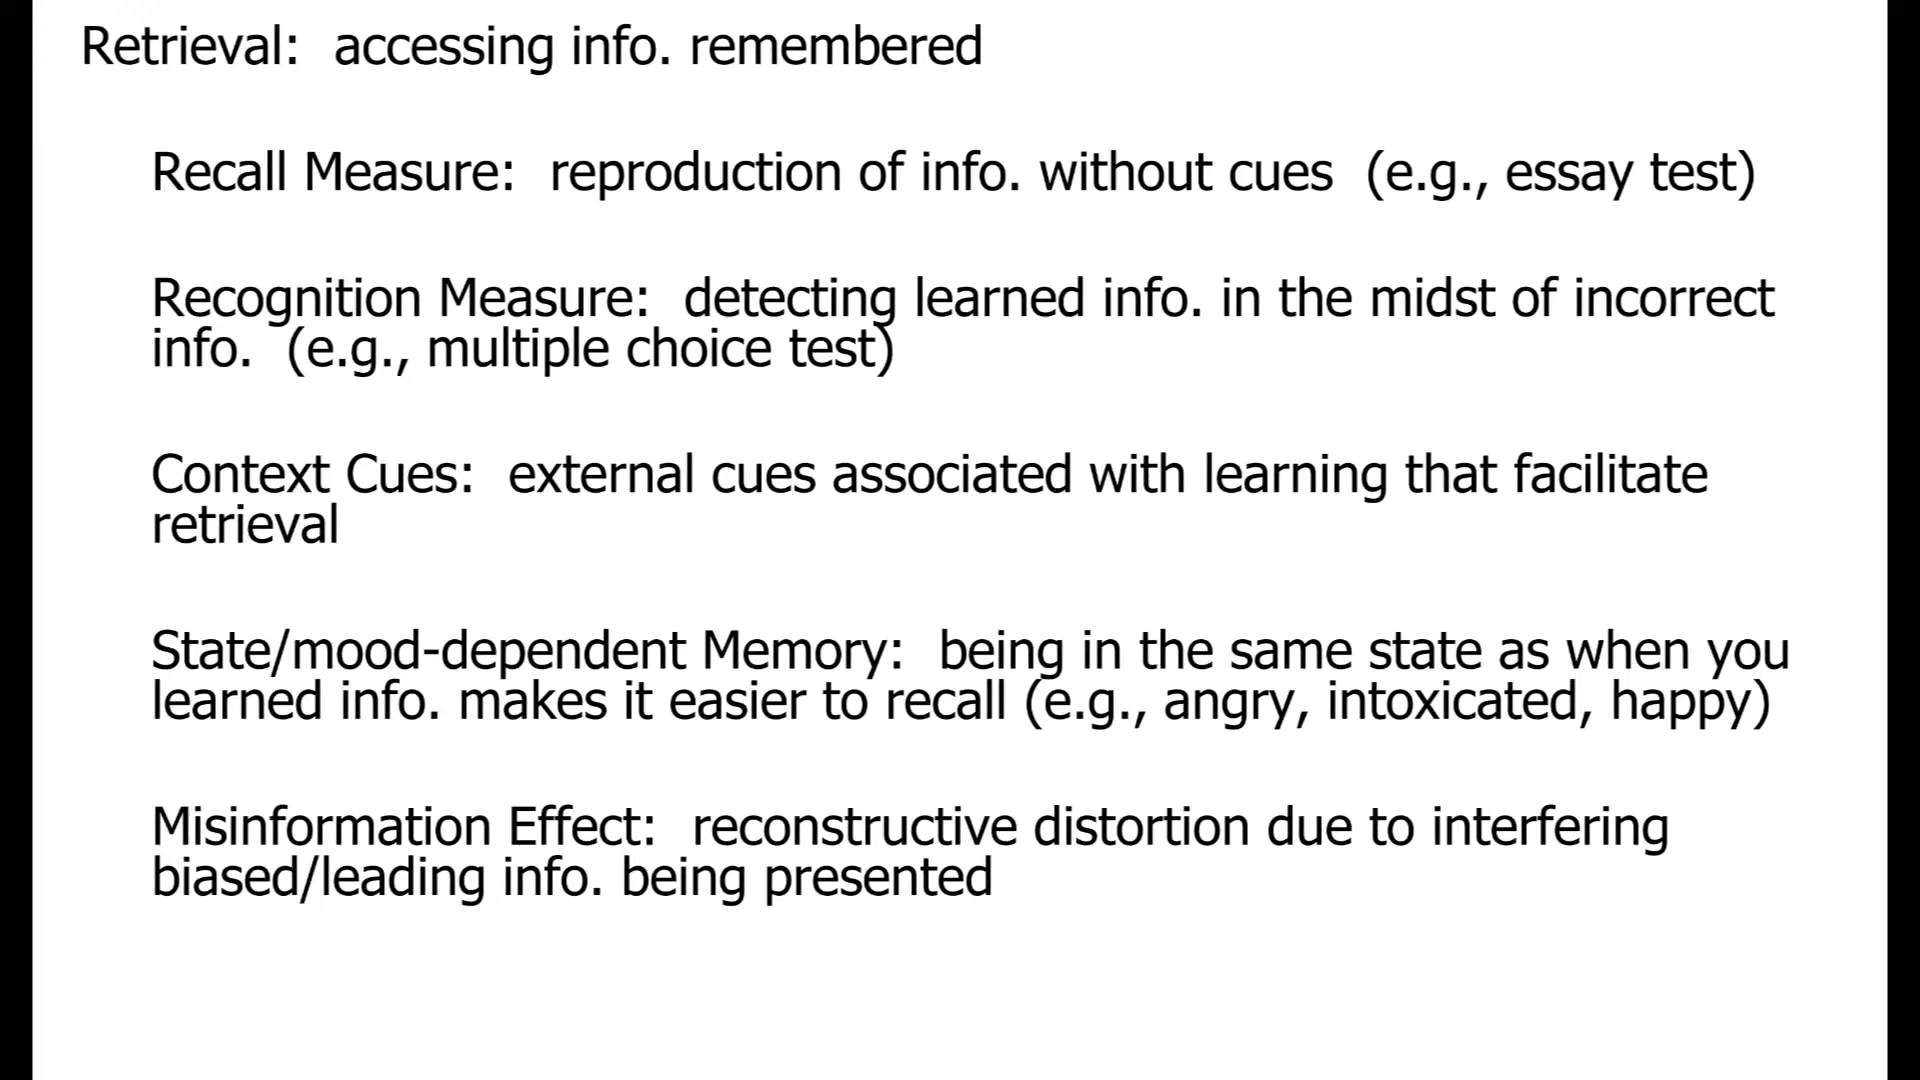 Retrieval:  accessing info. remembered
Recall Measure:  reproduction of info. without cues  (e.g., essay test)
Recognition Measure:  detecting learned info. in the midst of incorrect
info.  (e.g., multiple choice test)
Context Cues:  external cues associated with learning that facilitate
retrieval
State/mood-dependent Memory:  being in the same state as when you
learned info. makes it easier to recall (e.g., angry, intoxicated, happy)
Misinformation Effect:  reconstructive distortion due to interfering
biased/leading info. being presented